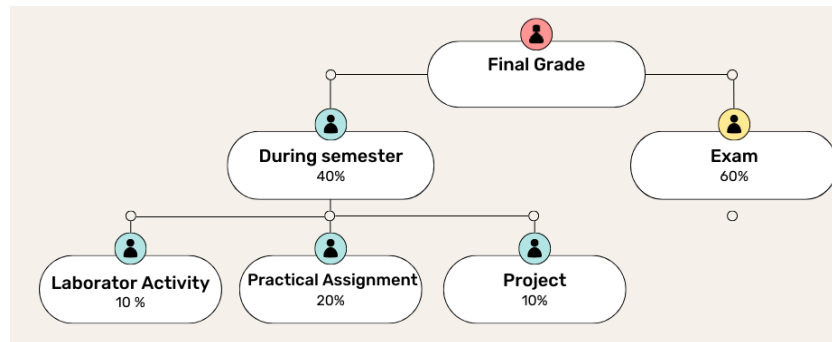 Final Grade
During semester
40%
Exam
60%
Laborator Activity
10 %
Practical Assignment
20%
Project
10%